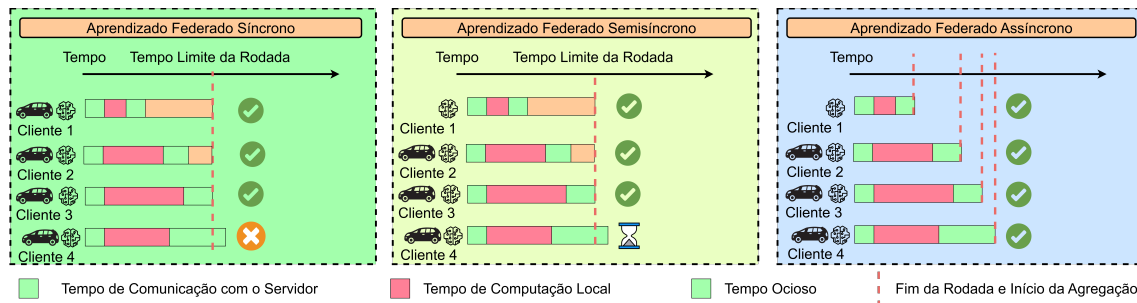 Aprendizado Federado Síncrono
Tempo
Tempo Limite da Rodada
Cliente 1
Cliente 2
Cliente 3
Cliente 4
Aprendizado Federado Semisíncrono
Tempo
Tempo Limite da Rodada
Cliente 1
Cliente 2
Cliente 3
Cliente 4
Aprendizado Federado Assíncrono
Tempo
Cliente 1
Cliente 2
Cliente 3
Cliente 4
Tempo de Comunicação com o Servidor
Tempo de Computação Local
Tempo Ocioso
Fim da Rodada e Início da Agregação